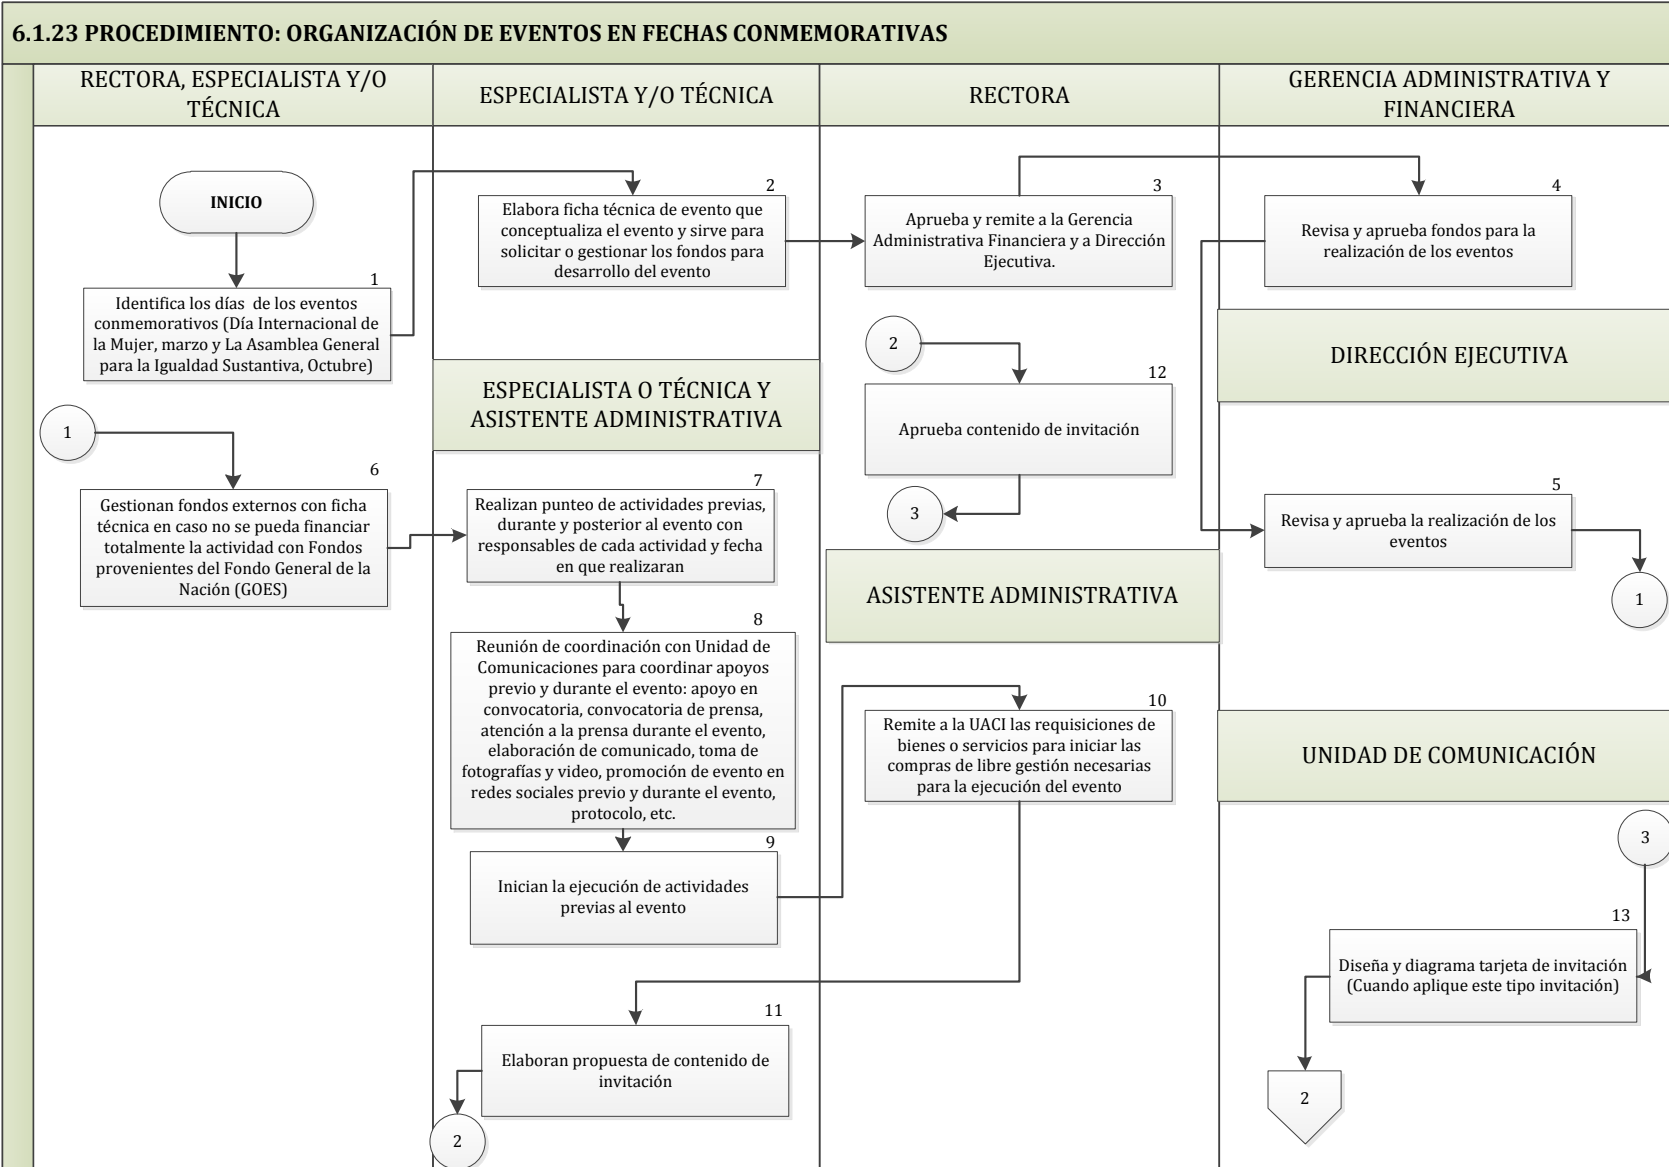 6.1.23 PROCEDIMIENTO: ORGANIZACIÓN DE EVENTOS EN FECHAS CONMEMORATIVAS
RECTORA, ESPECIALISTA Y/O
TÉCNICA
ESPECIALISTA Y/O TÉCNICA
RECTORA
GERENCIA ADMINISTRATIVA Y
FINANCIERA
INICIO
1
Identifica los días de los eventos
conmemorativos (Día Internacional de
la Mujer, marzo y La Asamblea General
para la Igualdad Sustantiva, Octubre)
2
Elabora ficha técnica de evento que
conceptualiza el evento y sirve para
solicitar o gestionar los fondos para
desarrollo del evento
3
Aprueba y remite a la Gerencia
Administrativa Financiera y a Dirección
Ejecutiva.
4
Revisa y aprueba fondos para la
realización de los eventos
DIRECCIÓN EJECUTIVA
5
Revisa y aprueba la realización de los
eventos
1
1
6
Gestionan fondos externos con ficha
técnica en caso no se pueda financiar
totalmente la actividad con Fondos
provenientes del Fondo General de la
Nación (GOES)
ESPECIALISTA O TÉCNICA Y
ASISTENTE ADMINISTRATIVA
7
Realizan punteo de actividades previas,
durante y posterior al evento con
responsables de cada actividad y fecha
en que realizaran
8
Reunión de coordinación con Unidad de
Comunicaciones para coordinar apoyos
previo y durante el evento: apoyo en
convocatoria, convocatoria de prensa,
atención a la prensa durante el evento,
elaboración de comunicado, toma de
fotografías y video, promoción de evento en
redes sociales previo y durante el evento,
protocolo, etc.
9
Inician la ejecución de actividades
previas al evento
ASISTENTE ADMINISTRATIVA
10
Remite a la UACI las requisiciones de
bienes o servicios para iniciar las
compras de libre gestión necesarias
para la ejecución del evento
11
Elaboran propuesta de contenido de
invitación
2
2
12
Aprueba contenido de invitación
3
UNIDAD DE COMUNICACIÓN
3
13
Diseña y diagrama tarjeta de invitación
(Cuando aplique este tipo invitación)
2